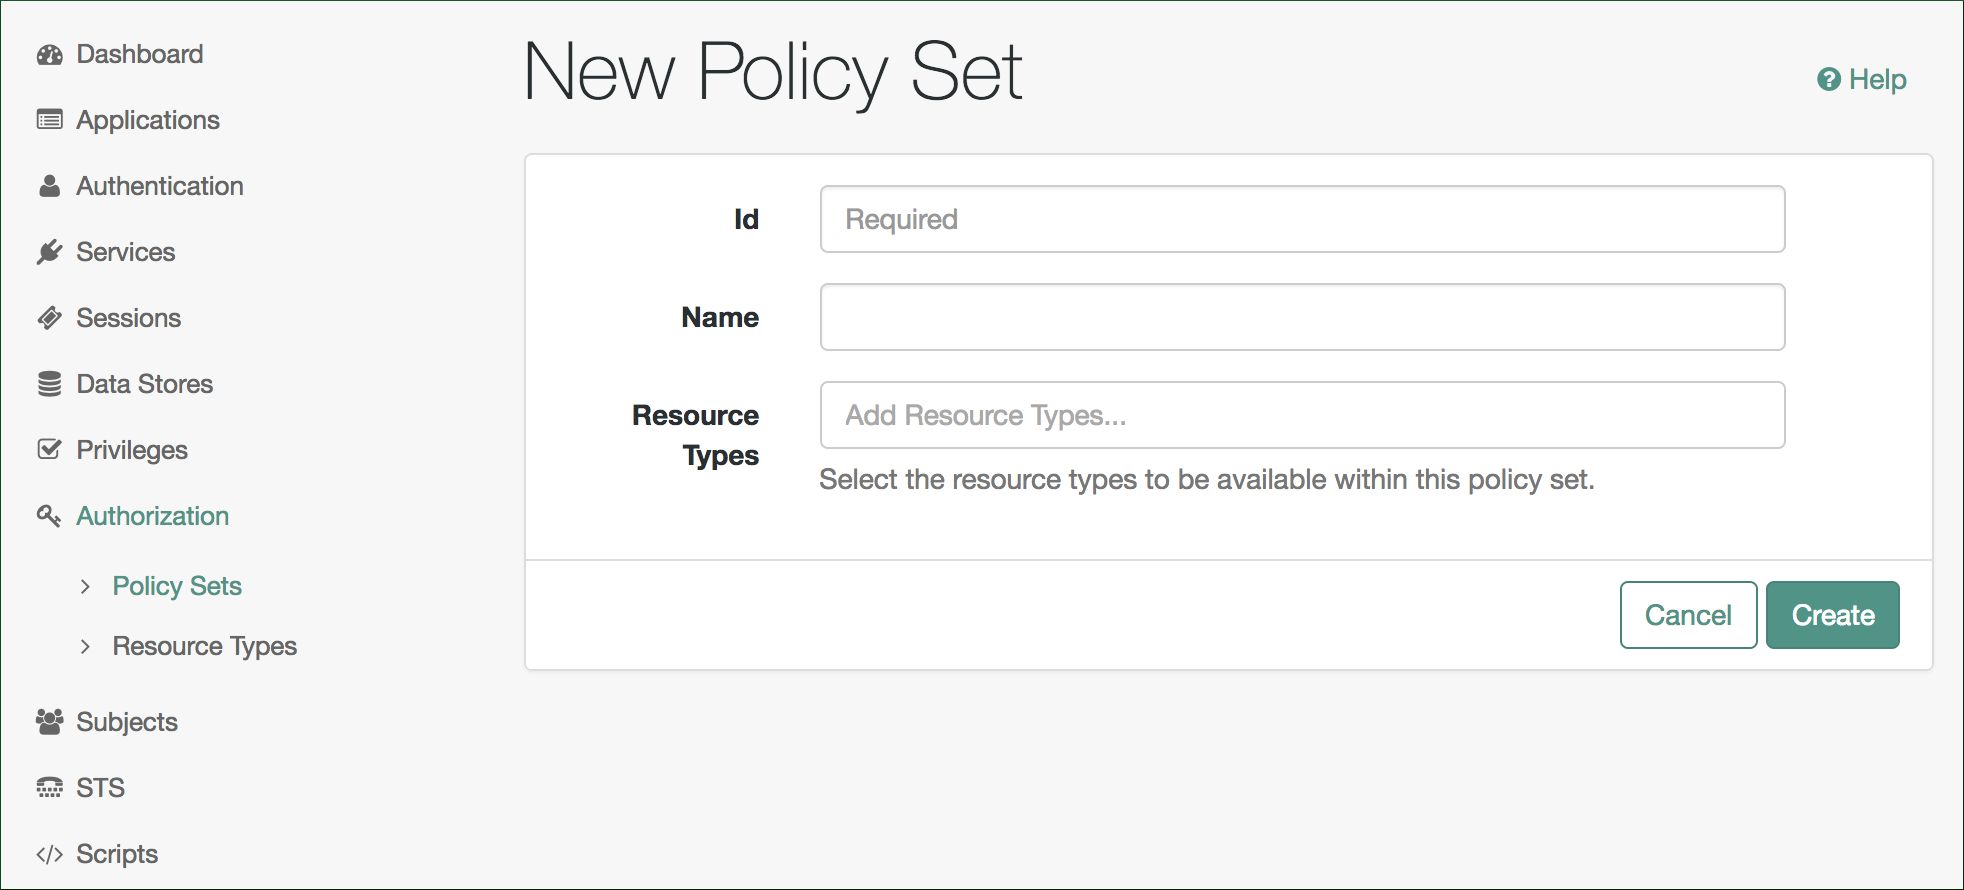 Dashboard
Applications
Authentication
Services
Sessions
Data Stores
Privileges
Authorization
Policy Sets
Resource Types
Subjects
STS
Scripts
New Policy Set
Help
Id
Required
Name
Resource
Types
Add Resource Types...
Select the resource types to be available within this policy set.
Cancel
Create